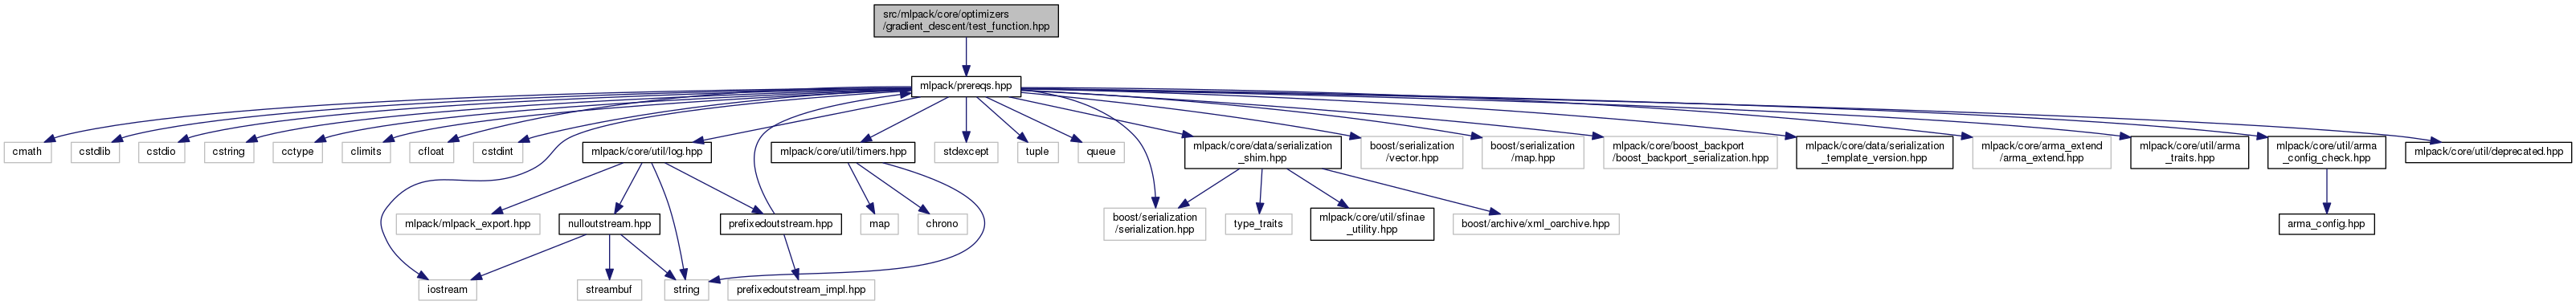 src/mlpack/core/optimizers
/gradient_descent/test_function.hpp
mlpack/prereqs.hpp
cmath
cstdlib
cstdio
cstring
cctype
climits
cfloat
cstdint
mlpack/core/util/log.hpp
mlpack/core/util/timers.hpp
stdexcept
tuple
queue
mlpack/core/data/serialization
_shim.hpp
boost/serialization
/vector.hpp
boost/serialization
/map.hpp
mlpack/core/boost_backport
/boost_backport_serialization.hpp
mlpack/core/data/serialization
_template_version.hpp
mlpack/core/arma_extend
/arma_extend.hpp
mlpack/core/util/arma
_traits.hpp
mlpack/core/util/arma
_config_check.hpp
mlpack/core/util/deprecated.hpp
mlpack/mlpack_export.hpp
nulloutstream.hpp
prefixedoutstream.hpp
map
chrono
boost/serialization
/serialization.hpp
type_traits
mlpack/core/util/sfinae
_utility.hpp
boost/archive/xml_oarchive.hpp
arma_config.hpp
iostream
streambuf
string
prefixedoutstream_impl.hpp